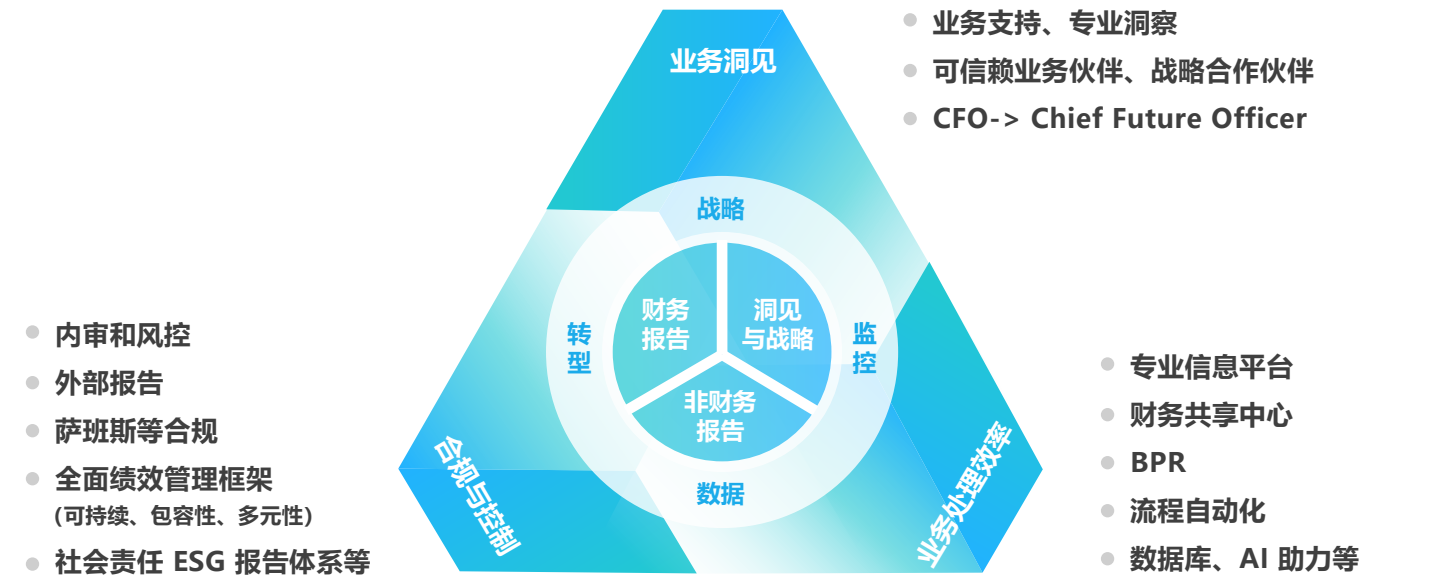 业务洞见
业务支持、专业洞察
可信赖业务伙伴、战略合作伙伴
CFO-> Chief Future Officer
战略
转型
监控
数据
财务
报告
洞见
与战略
非财务
报告
内审和风控
外部报告
萨班斯等合规
全面绩效管理框架
(可持续、包容性、多元性)
社会责任 ESG 报告体系等
合规与控制
业务处理效率
专业信息平台
财务共享中心
BPR
流程自动化
数据库、AI 助力等